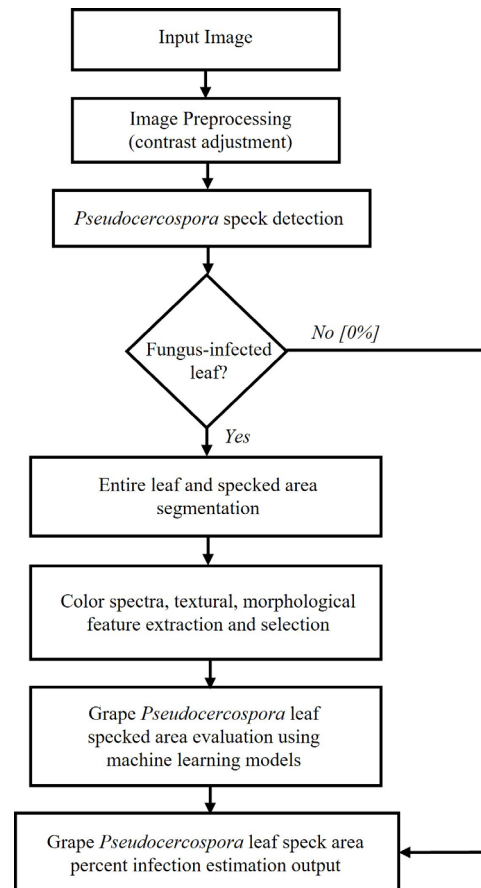 Input Image
Image Preprocessing
(contrast adjustment)
Pseudocercospora speck detection
Fungus-infected
leaf?
No [0%]
Yes
Entire leaf and specked area
segmentation
Color spectra, textural, morphological
feature extraction and selection
Grape Pseudocercospora leaf
specked area evaluation using
machine learning models
Grape Pseudocercospora leaf speck area
percent infection estimation output